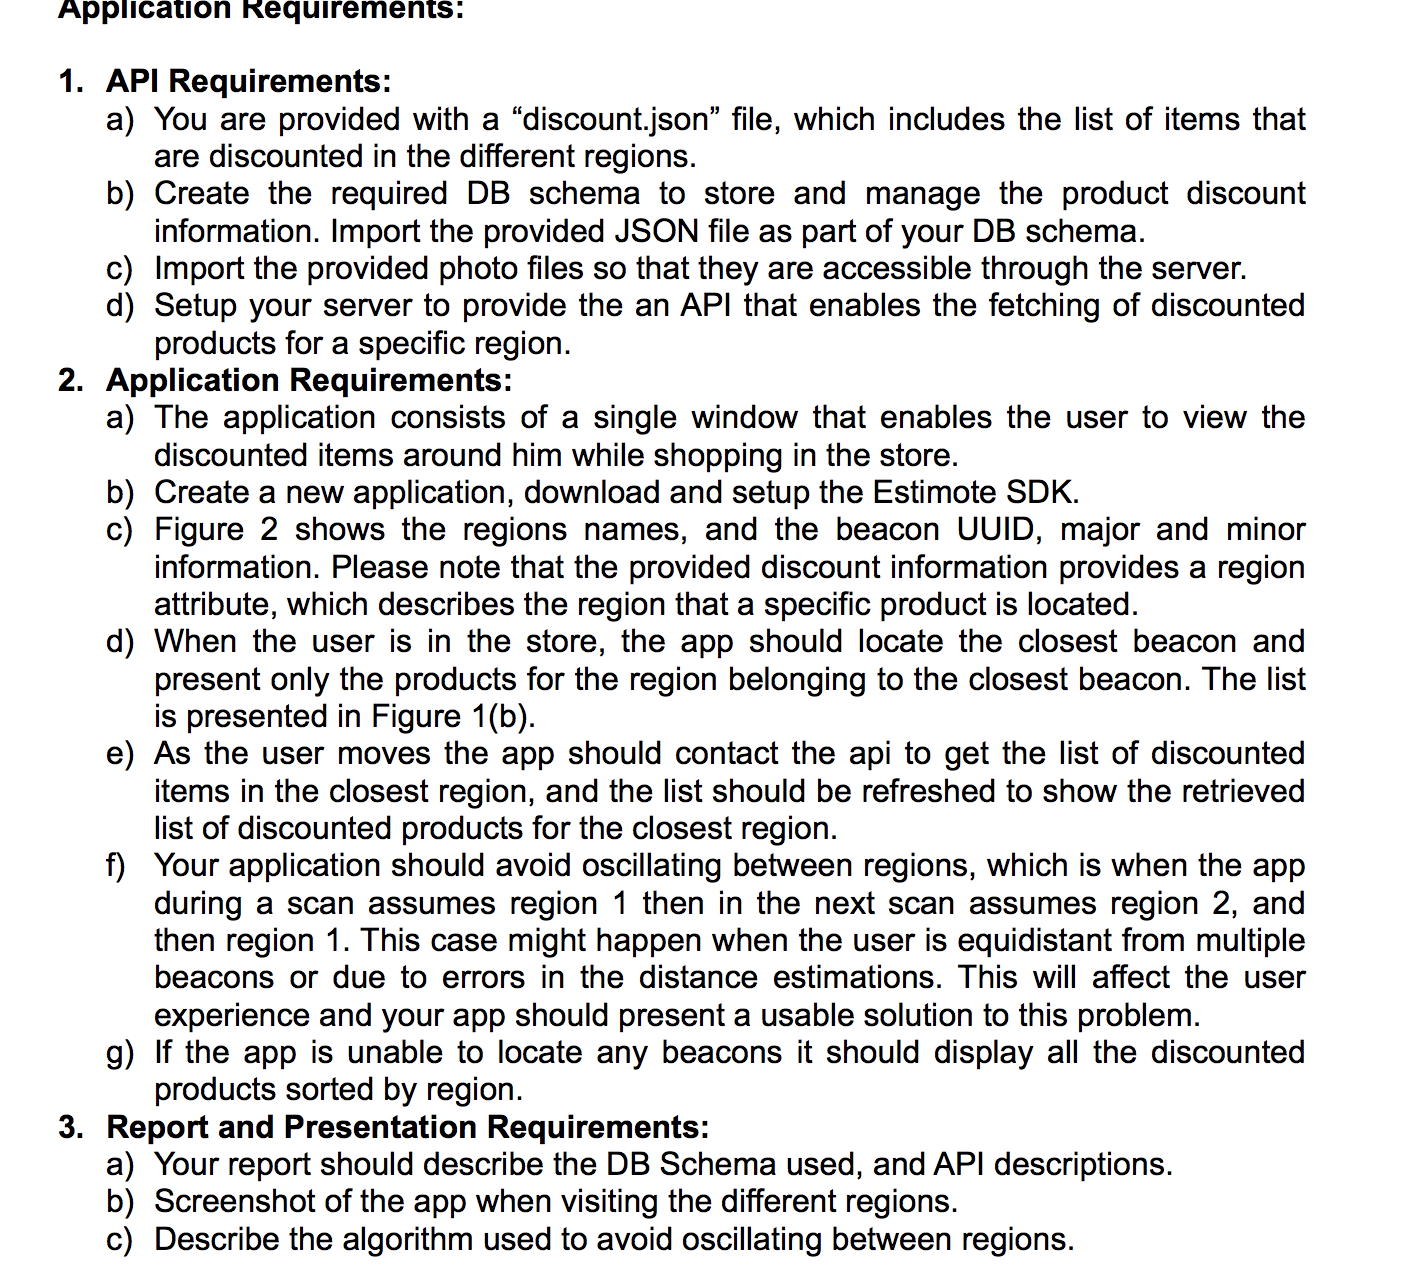 Application Requirements:
1. API Requirements:
a) You are provided with a “discount.json” file, which includes the list of items that
are discounted in the different regions.
b) Create the required DB schema to store and manage the product discount
information. Import the provided JSON file as part of your DB schema.
c) Import the provided photo files so that they are accessible through the server.
d) Setup your server to provide the an API that enables the fetching of discounted
products for a specific region.
2. Application Requirements:
a) The application consists of a single window that enables the user to view the
discounted items around him while shopping in the store.
b) Create a new application, download and setup the Estimote SDK.
c) Figure 2 shows the regions names, and the beacon UUID, major and minor
information. Please note that the provided discount information provides a region
attribute, which describes the region that a specific product is located.
d) When the user is in the store, the app should locate the closest beacon and
present only the products for the region belonging to the closest beacon. The list
is presented in Figure 1(b).
e) As the user moves the app should contact the api to get the list of discounted
items in the closest region, and the list should be refreshed to show the retrieved
list of discounted products for the closest region.
f) Your application should avoid oscillating between regions, which is when the app
during a scan assumes region 1 then in the next scan assumes region 2, and
then region 1. This case might happen when the user is equidistant from multiple
beacons or due to errors in the distance estimations. This will affect the user
experience and your app should present a usable solution to this problem.
g) If the app is unable to locate any beacons it should display all the discounted
products sorted by region.
3. Report and Presentation Requirements:
a) Your report should describe the DB Schema used, and API descriptions.
b) Screenshot of the app when visiting the different regions.
c) Describe the algorithm used to avoid oscillating between regions.